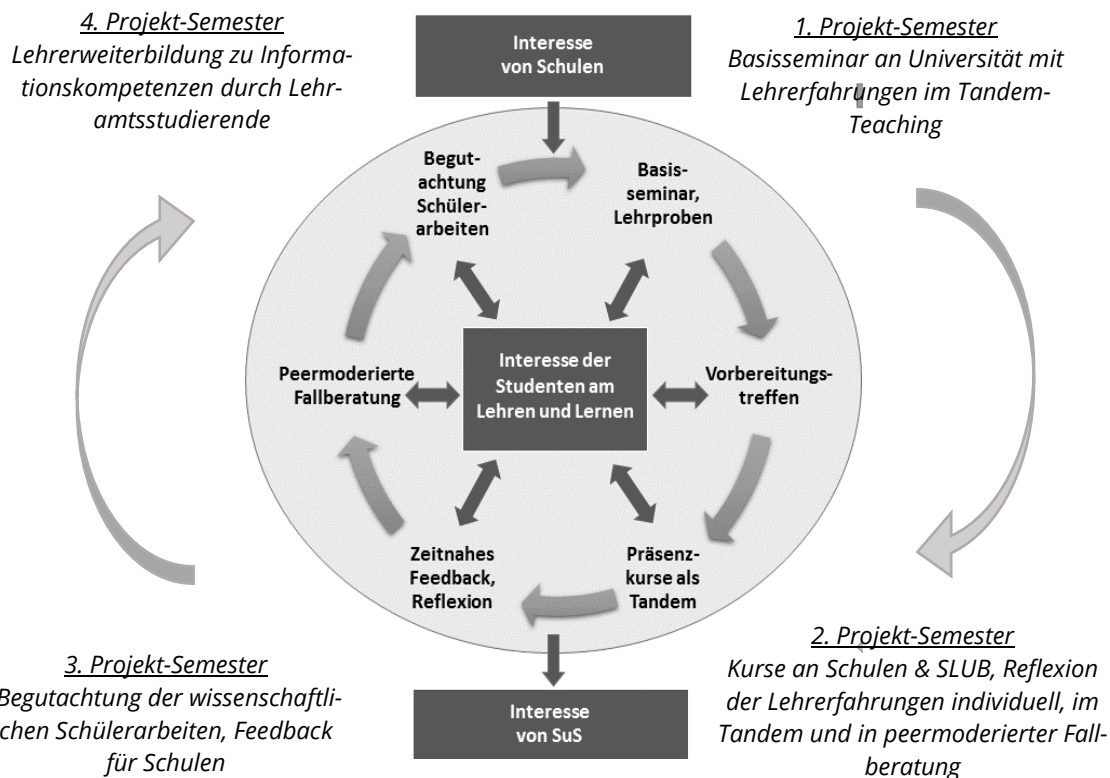 4. Projekt-Semester
Lehrerweiterbildung zu Informa-
tionskompetenzen durch Lehr-
amtsstudierende
Interesse
von Schulen
1. Projekt-Semester
Basisseminar an Universität mit
Lehrerfahrungen im Tandem-
Teaching
Begut-
achtung
Schüler-
arbeiten
Basis-
seminar,
Lehrproben
Peermoderierte
Fallberatung
Interesse der
Studenten am
Lehren und Lernen
Vorbereitungs-
treffen
Zeitnahes
Feedback,
Reflexion
Präsenz-
kurse als
Tandem
3. Projekt-Semester
Begutachtung der wissenschaftli-
chen Schülerarbeiten, Feedback
für Schulen
Interesse
von SuS
2. Projekt-Semester
Kurse an Schulen & SLUB, Reflexion
der Lehrerfahrungen individuell, im
Tandem und in peermoderierter Fall-
beratung